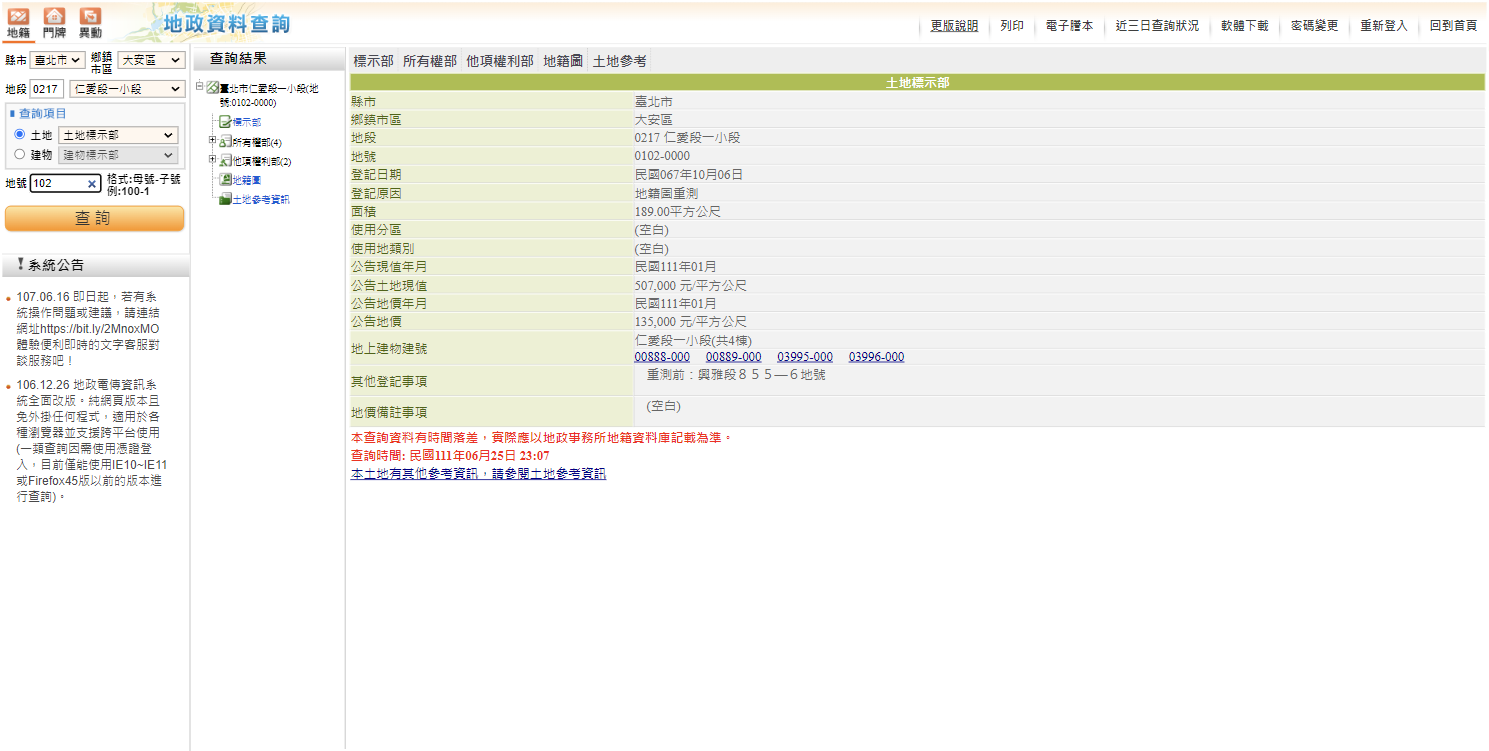 地籍 門牌 異動
地政資料查詢
更版說明 列印 電子謄本 近三日查詢狀況 軟體下載 密碼變更 重新登入 回到首頁
縣市 臺北市 鄉鎮市區 大安區
地段 0217 仁愛段一小段
查詢項目
土地 土地標示部
建物 建物標示部
地號 102 格式:母號-子號
例:100-1
查詢
系統公告
107.06.16 即日起，若有系
統操作問題或建議，請連結
網址https://bit.ly/2MnoxMO
體驗便利即時的文字客服對
談服務吧！
106.12.26 地政電傳資訊系
統全面改版。純網頁版本且
免外掛任何程式，適用於各
種瀏覽器並支援跨平台使用
(一類查詢因需使用憑證登
入，目前僅能使用IE10~IE11
或Firefox45版以前的版本進
行查詢)。
查詢結果
臺北市仁愛段一小段(地
號:0102-0000)
標示部
所有權部(4)
他項權利部(2)
地籍圖
土地參考資訊
標示部 所有權部 他項權利部 地籍圖 土地參考
土地標示部
縣市 臺北市
鄉鎮市區 大安區
地段 0217 仁愛段一小段
地號 0102-0000
登記日期 民國067年10月06日
登記原因 地籍圖重測
面積 189.00平方公尺
使用分區 (空白)
使用地類別 (空白)
公告現值年月 民國111年01月
公告土地現值 507,000 元/平方公尺
公告地價年月 民國111年01月
公告地價 135,000 元/平方公尺
地上建物建號 仁愛段一小段(共4棟)
00888-000 00889-000 03995-000 03996-000
其他登記事項 重測前：興雅段８５５—６地號
地價備註事項 (空白)
本查詢資料有時間落差，實際應以地政事務所地籍資料庫記載為準。
查詢時間: 民國111年06月25日 23:07
本土地有其他參考資訊，請參閱土地參考資訊